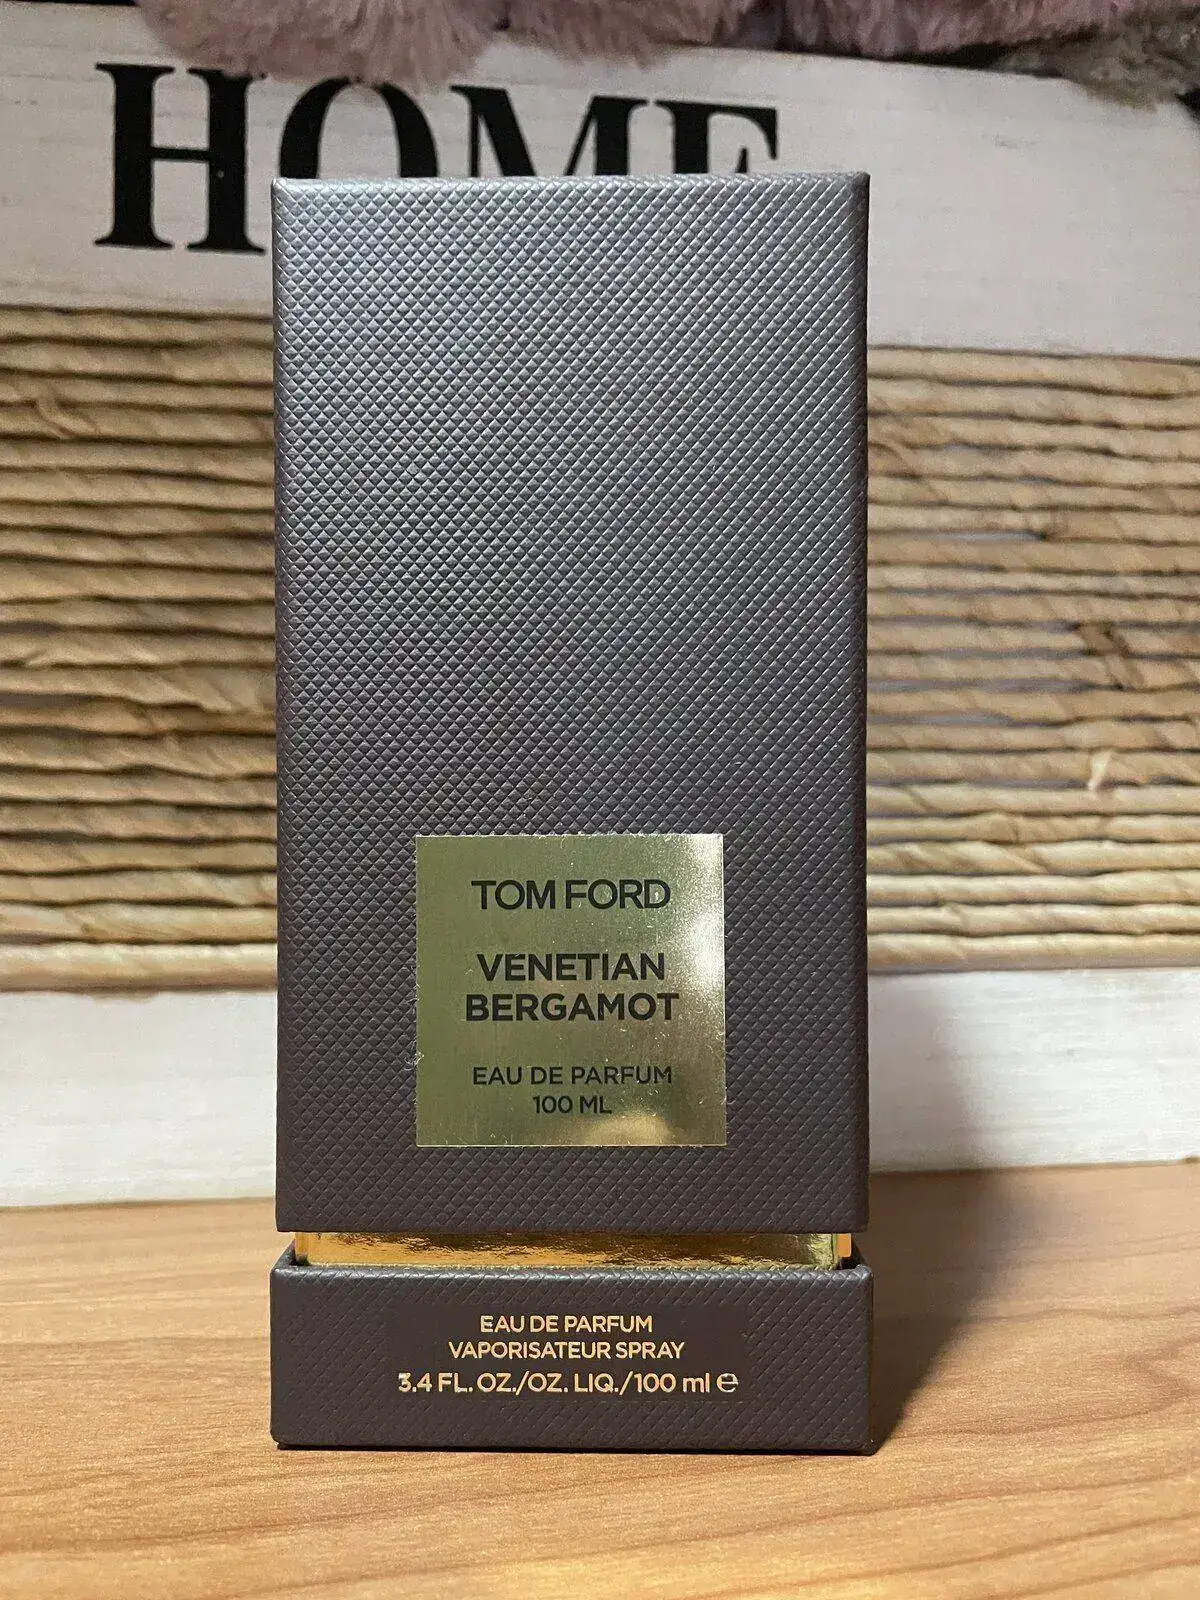 HOME
TOM FORD
VENETIAN
BERGAMOT
EAU DE PARFUM
100 ML
EAU DE PARFUM
VAPORISATEUR SPRAY
3.4 FL. OZ./OZ. LIQ./100 ml ℮